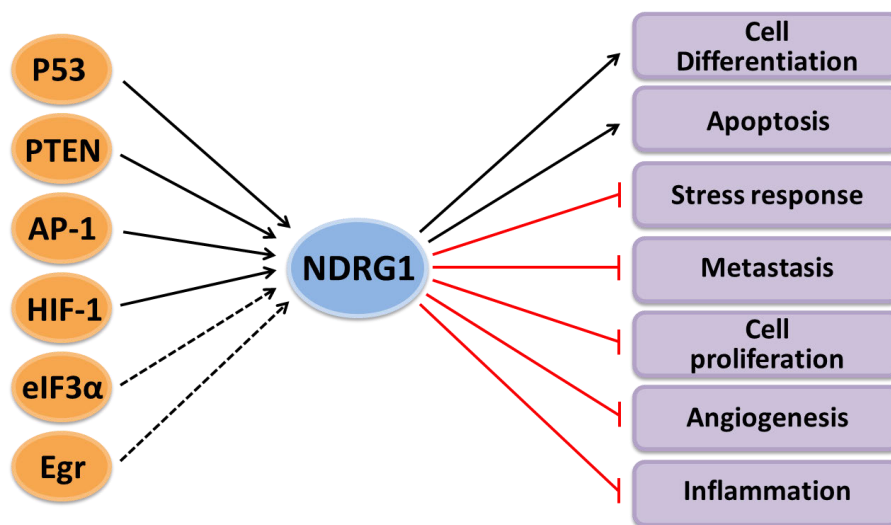 P53
PTEN
AP-1
HIF-1
eIF3α
Egr
NDRG1
Cell
Differentiation
Apoptosis
Stress response
Metastasis
Cell
proliferation
Angiogenesis
Inflammation